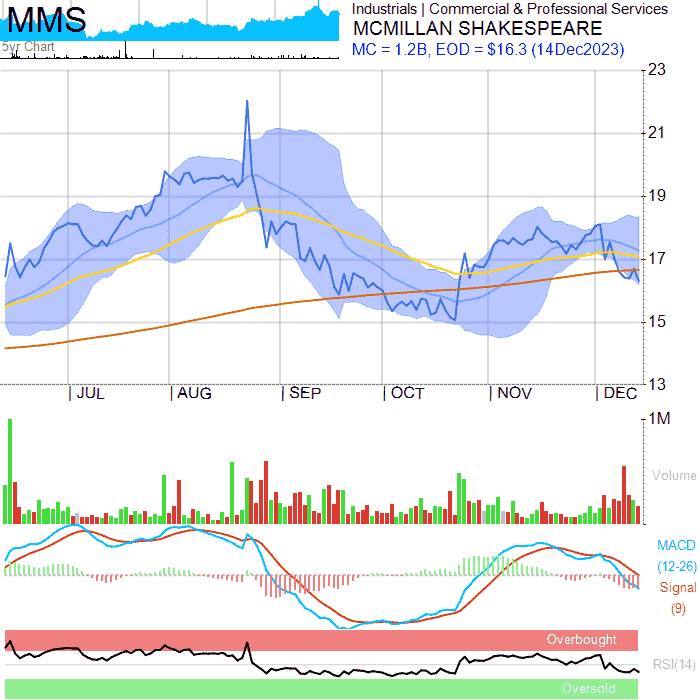 MMS
5yr Chart
Industrials | Commercial & Professional Services
MCMILLAN SHAKESPEARE
MC = 1.2B, EOD = $16.3 (14Dec2023)
23
21
19
17
15
13
JUL
AUG
SEP
OCT
NOV
DEC
1M
Volume
MACD
(12-26)
Signal
(9)
Overbought
RSI(14)
Oversold